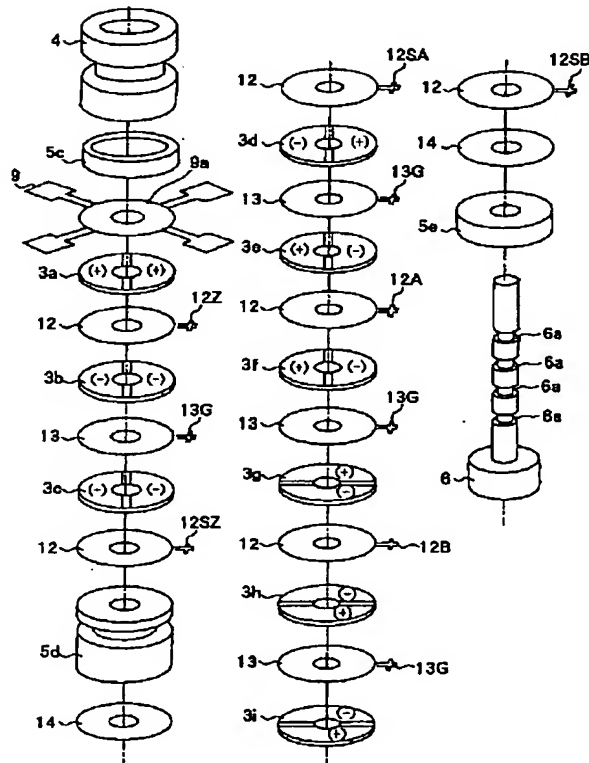 4
5c
9
9a
3a
(+) (+)
12
12Z
3b
(-) (-)
13
13G
3c
(-) (-)
12
12SZ
5d
14
12
12SA
3d
(-) (+)
13
13G
3e
(+) (-)
12
12A
3f
(+) (-)
13
13G
3g
+
-
12
12B
3h
-
+
13
13G
3i
-
+
12
12SB
14
5e
6a
6a
6a
6a
6